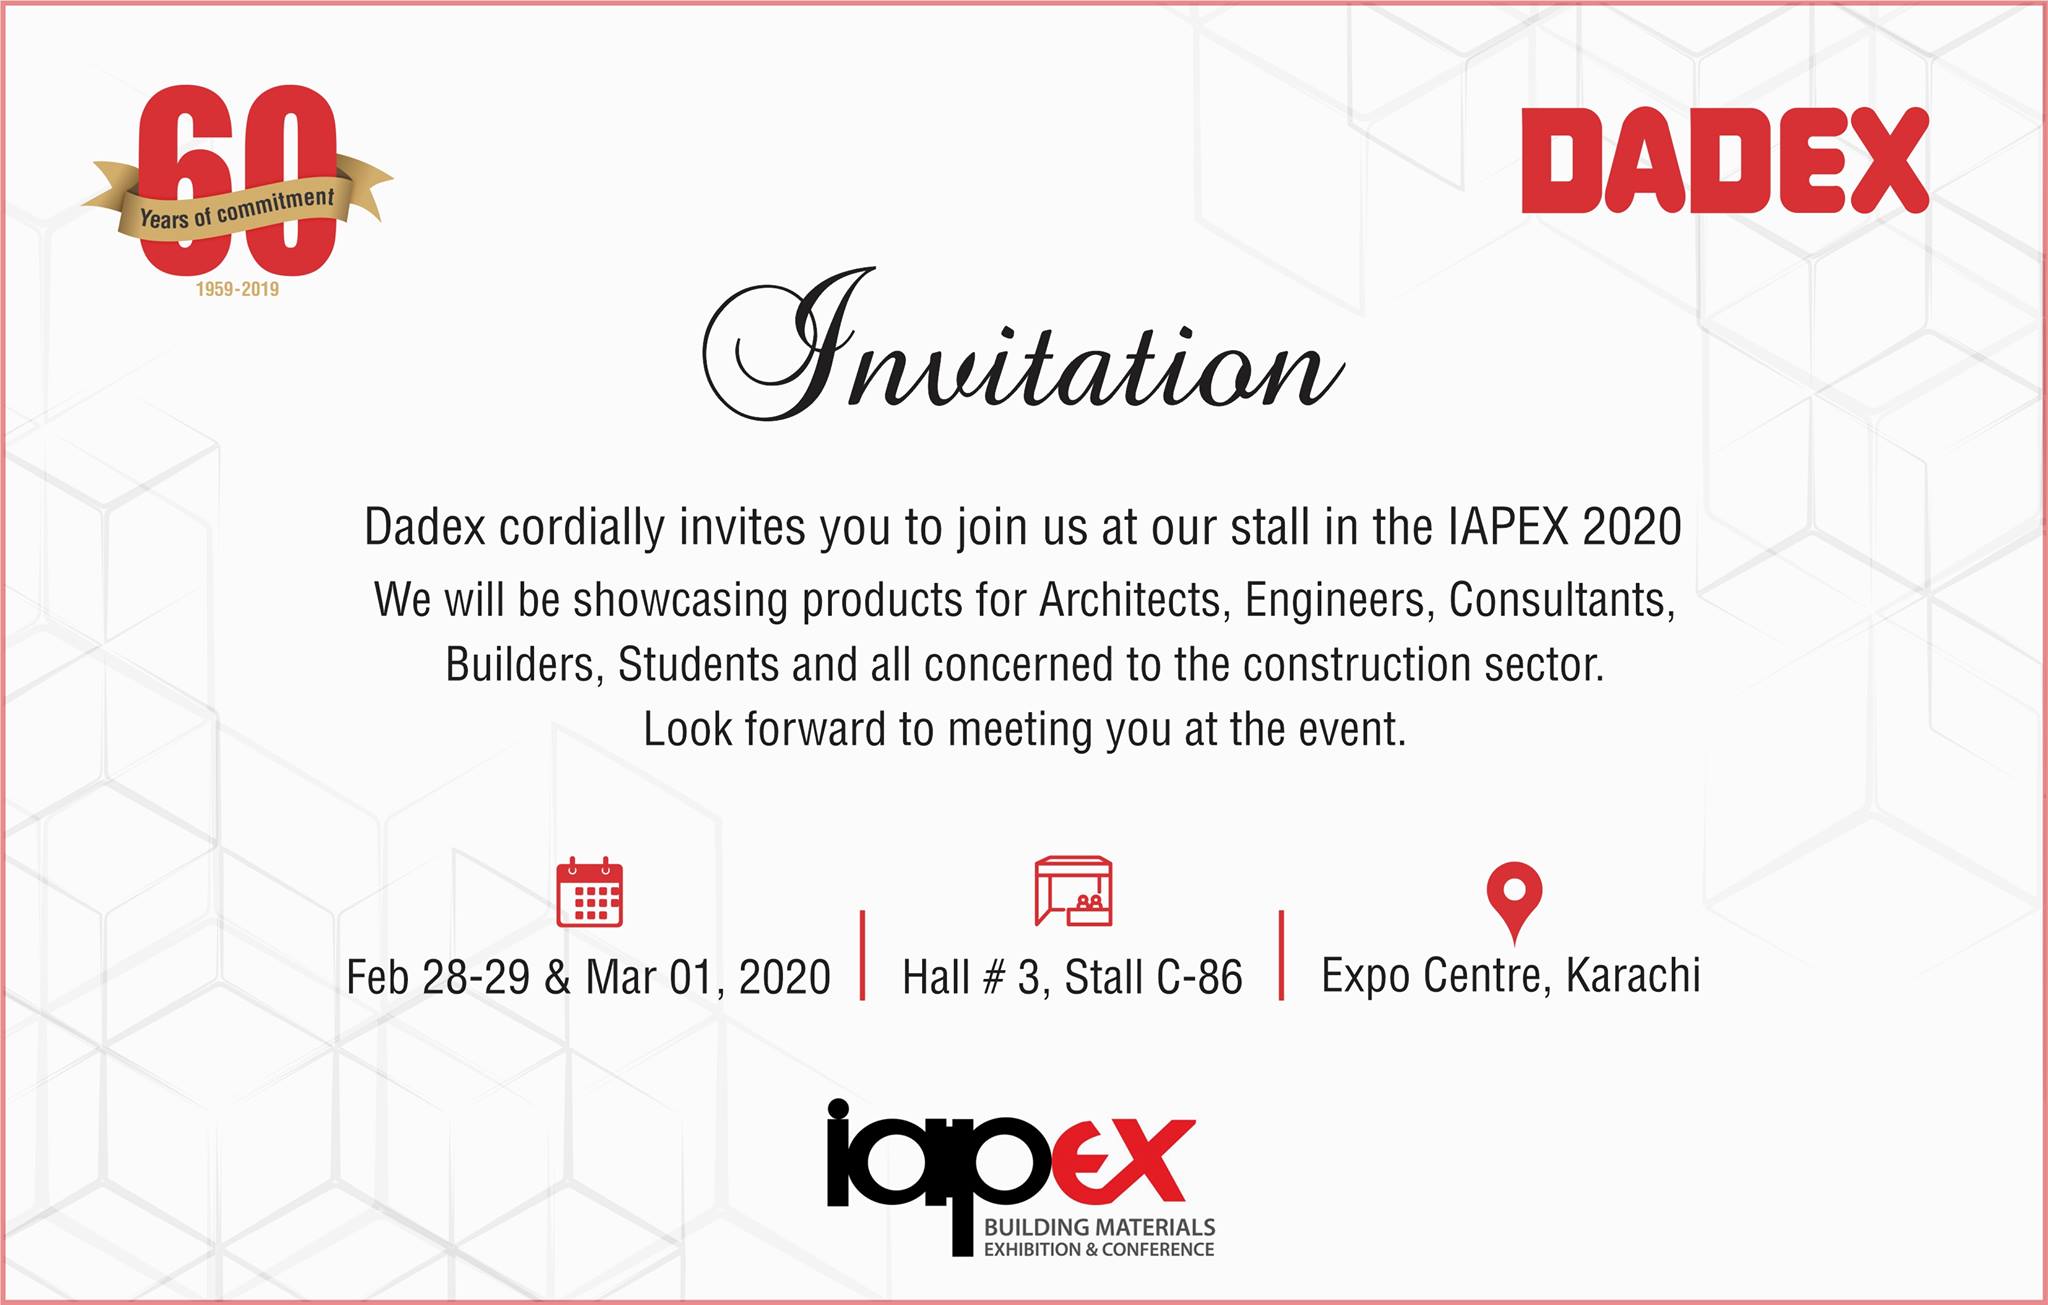 60
Years of commitment
1959-2019
DADEX
Invitation
Dadex cordially invites you to join us at our stall in the IAPEX 2020
We will be showcasing products for Architects, Engineers, Consultants,
Builders, Students and all concerned to the construction sector.
Look forward to meeting you at the event.
Feb 28-29 & Mar 01, 2020
Hall # 3, Stall C-86
Expo Centre, Karachi
iapex
BUILDING MATERIALS
EXHIBITION & CONFERENCE